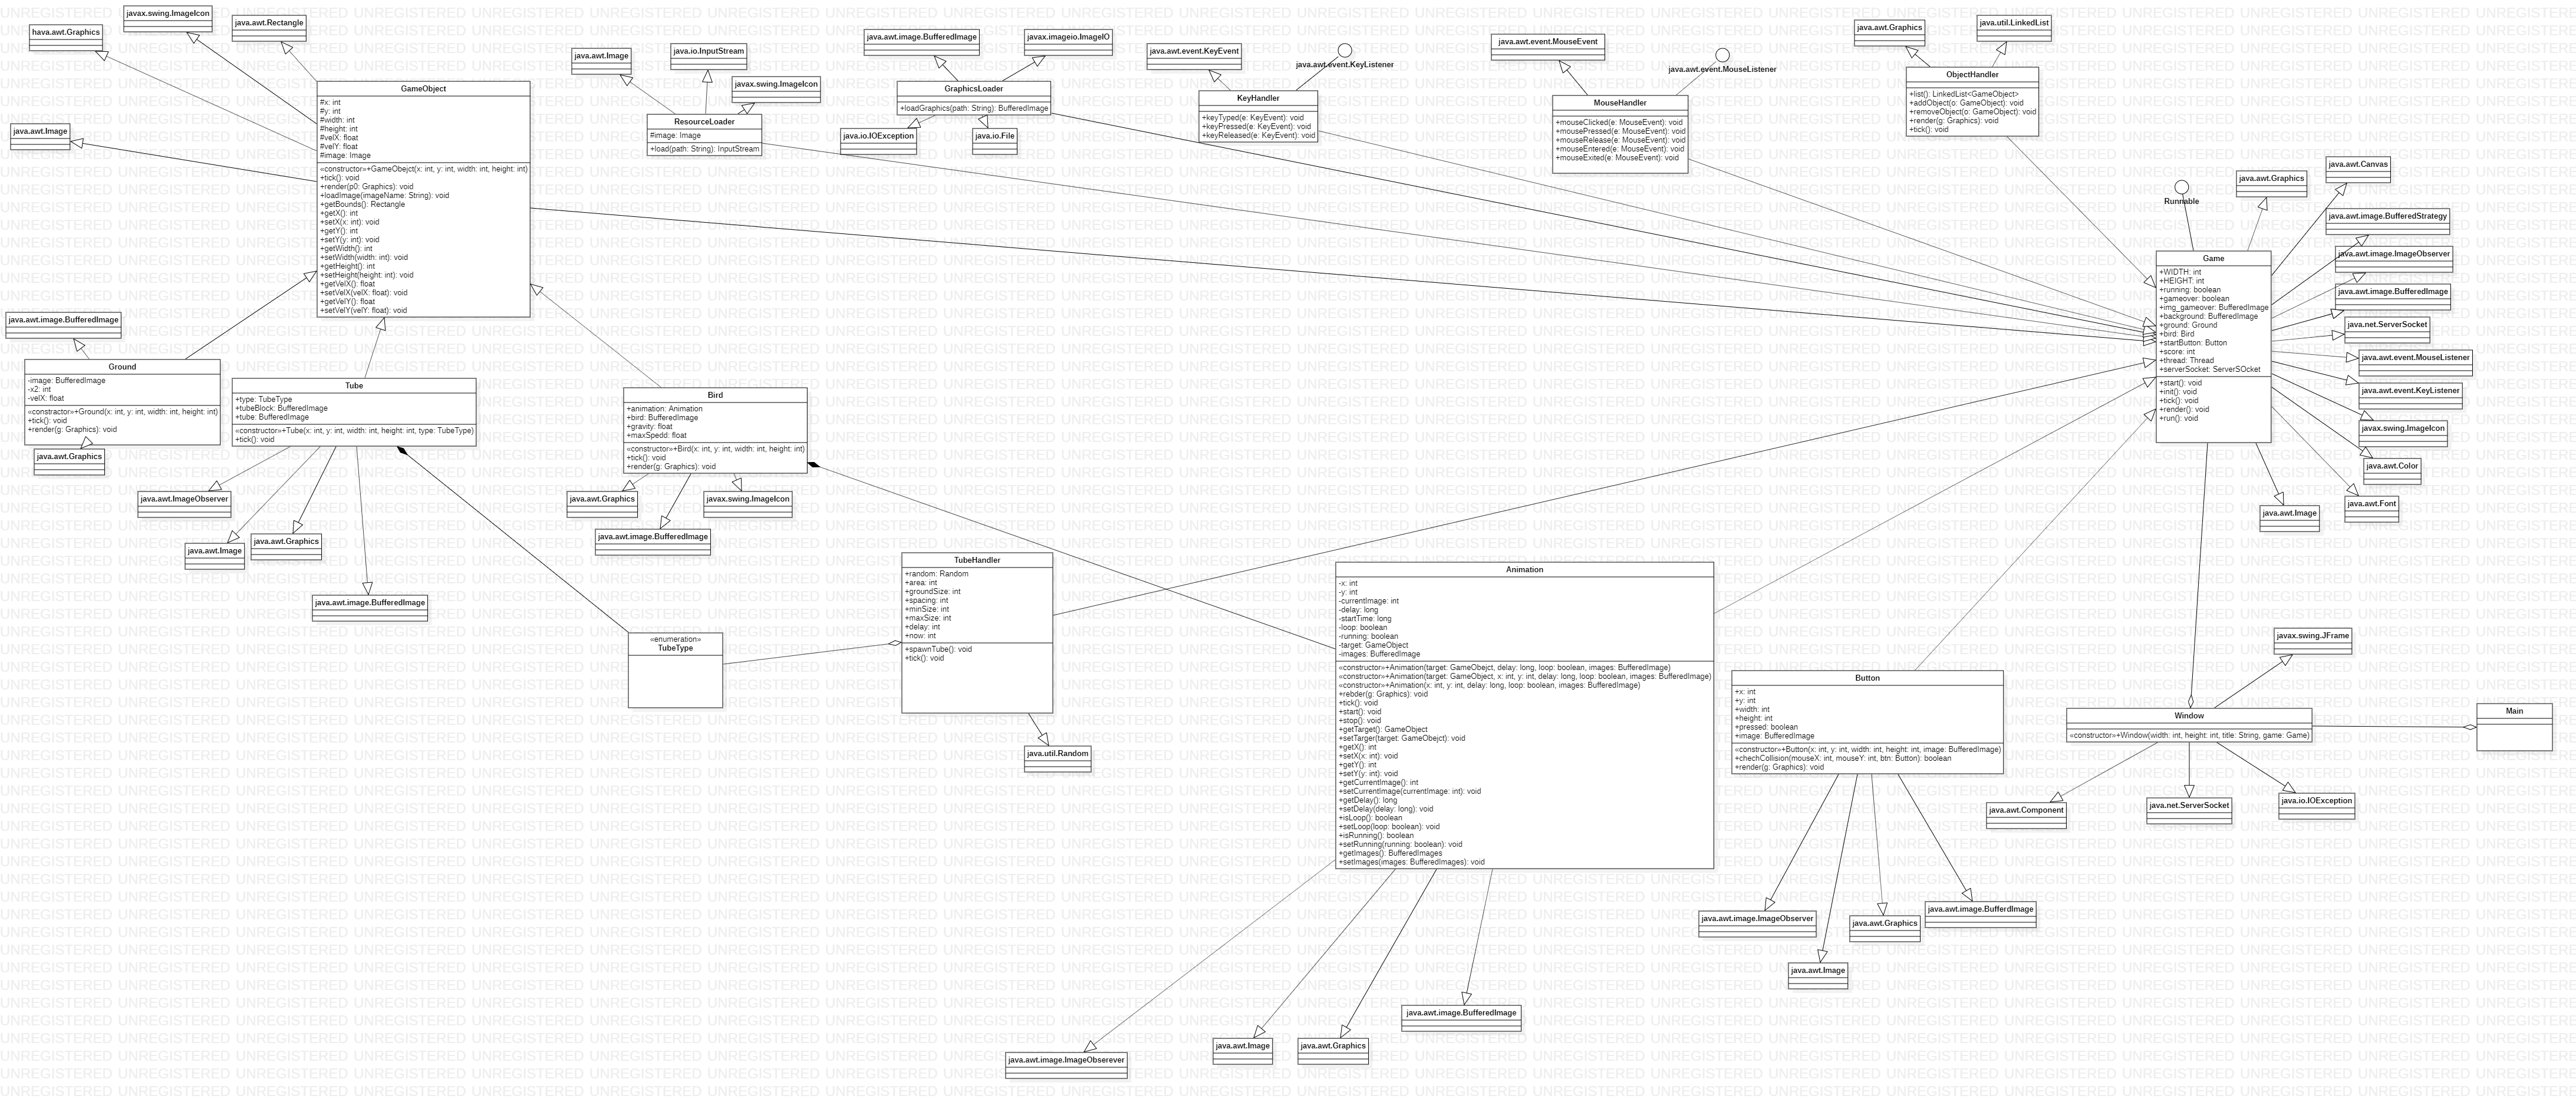 hava.awt.Graphics
javax.swing.ImageIcon
java.awt.Rectangle
java.awt.Image
GameObject
#x: int
#y: int
#width: int
#height: int
#velX: float
#velY: float
#image: Image
«constructor»+GameObejct(x: int, y: int, width: int, height: int)
+tick(): void
+render(p0: Graphics): void
+loadImage(imageName: String): void
+getBounds(): Rectangle
+getX(): int
+setX(x: int): void
+getY(): int
+setY(y: int): void
+getWidth(): int
+setWidth(width: int): void
+getHeight(): int
+setHeight(height: int): void
+getVelX(): float
+setVelX(velX: float): void
+getVelY(): float
+setVelY(velY: float): void
java.awt.Image
java.io.InputStream
javax.swing.ImageIcon
ResourceLoader
#image: Image
+load(path: String): InputStream
java.awt.image.BufferedImage
javax.imageio.ImageIO
GraphicsLoader
+loadGraphics(path: String): BufferedImage
java.io.IOException
java.io.File
java.awt.event.KeyEvent
java.awt.event.KeyListener
KeyHandler
+keyTyped(e: KeyEvent): void
+keyPressed(e: KeyEvent): void
+keyReleased(e: KeyEvent): void
java.awt.event.MouseEvent
java.awt.event.MouseListener
MouseHandler
+mouseClicked(e: MouseEvent): void
+mousePressed(e: MouseEvent): void
+mouseRelease(e: MouseEvent): void
+mouseEntered(e: MouseEvent): void
+mouseExited(e: MouseEvent): void
java.awt.Graphics
java.util.LinkedList
ObjectHandler
+list(): LinkedList<GameObject>
+addObject(o: GameObject): void
+removeObject(o: GameObject): void
+render(g: Graphics): void
+tick(): void
Runnable
java.awt.Graphics
java.awt.Canvas
java.awt.image.BufferedStrategy
java.awt.image.ImageObserver
java.awt.image.BufferedImage
java.net.ServerSocket
java.awt.event.MouseListener
java.awt.event.KeyListener
javax.swing.ImageIcon
java.awt.Color
java.awt.Font
java.awt.Image
Game
+WIDTH: int
+HEIGHT: int
+running: boolean
+gameover: boolean
+img_gameover: BufferedImage
+background: BufferedImage
+ground: Ground
+bird: Bird
+startButton: Button
+score: int
+thread: Thread
+serverSocket: ServerSOcket
+start(): void
+init(): void
+tick(): void
+render(): void
+run(): void
java.awt.image.BufferedImage
Ground
-image: BufferedImage
-x2: int
-velX: float
«constractor»+Ground(x: int, y: int, width: int, height: int)
+tick(): void
+render(g: Graphics): void
java.awt.Graphics
Tube
+type: TubeType
+tubeBlock: BufferedImage
+tube: BufferedImage
«constructor»+Tube(x: int, y: int, width: int, height: int, type: TubeType)
+tick(): void
java.awt.ImageObserver
java.awt.Image
java.awt.Graphics
java.awt.image.BufferedImage
Bird
+animation: Animation
+bird: BufferedImage
+gravity: float
+maxSpedd: float
«constructor»+Bird(x: int, y: int, width: int, height: int)
+tick(): void
+render(g: Graphics): void
java.awt.Graphics
javax.swing.ImageIcon
java.awt.image.BufferedImage
«enumeration»
TubeType
TubeHandler
+random: Random
+area: int
+groundSize: int
+spacing: int
+minSize: int
+maxSize: int
+delay: int
+now: int
+spawnTube(): void
+tick(): void
java.util.Random
Animation
-x: int
-y: int
-currentImage: int
-delay: long
-startTime: long
-loop: boolean
-running: boolean
-target: GameObject
-images: BufferedImage
«constructor»+Animation(target: GameObejct, delay: long, loop: boolean, images: BufferedImage)
«constructor»+Animation(target: GameObject, x: int, y: int, delay: long, loop: boolean, images: BufferedImage)
«constructor»+Animation(x: int, y: int, delay: long, loop: boolean, images: BufferedImage)
+rebder(g: Graphics): void
+tick(): void
+start(): void
+stop(): void
+getTarget(): GameObject
+setTarger(target: GameObejct): void
+getX(): int
+setX(x: int): void
+getY(): int
+setY(y: int): void
+getCurrentImage(): int
+setCurrentImage(currentImage: int): void
+getDelay(): long
+setDelay(delay: long): void
+isLoop(): boolean
+setLoop(loop: boolean): void
+isRunning(): boolean
+setRunning(running: boolean): void
+getImages(): BufferedImages
+setImages(images: BufferedImages): void
java.awt.image.ImageObserever
java.awt.Image
java.awt.Graphics
java.awt.image.BufferedImage
Button
+x: int
+y: int
+width: int
+height: int
+pressed: boolean
+image: BufferedImage
«constructor»+Button(x: int, y: int, width: int, height: int, image: BufferedImage)
+chechCollision(mouseX: int, mouseY: int, btn: Button): boolean
+render(g: Graphics): void
java.awt.image.ImageObserver
java.awt.Image
java.awt.Graphics
java.awt.image.BufferdImage
javax.swing.JFrame
Window
«constructor»+Window(width: int, height: int, title: String, game: Game)
Main
java.awt.Component
java.net.ServerSocket
java.io.IOException